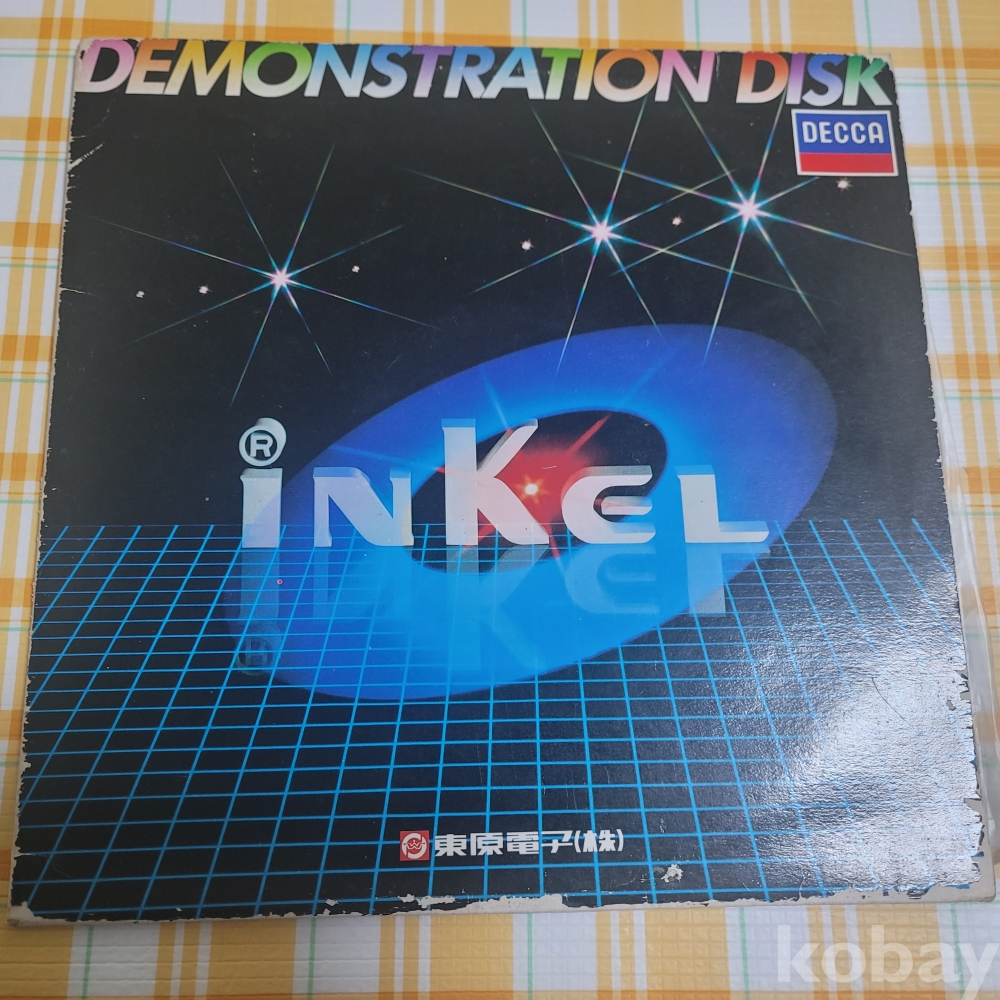 DEMONSTRATION DISK
DECCA
®
inKEL
東原電子(株)
kobay